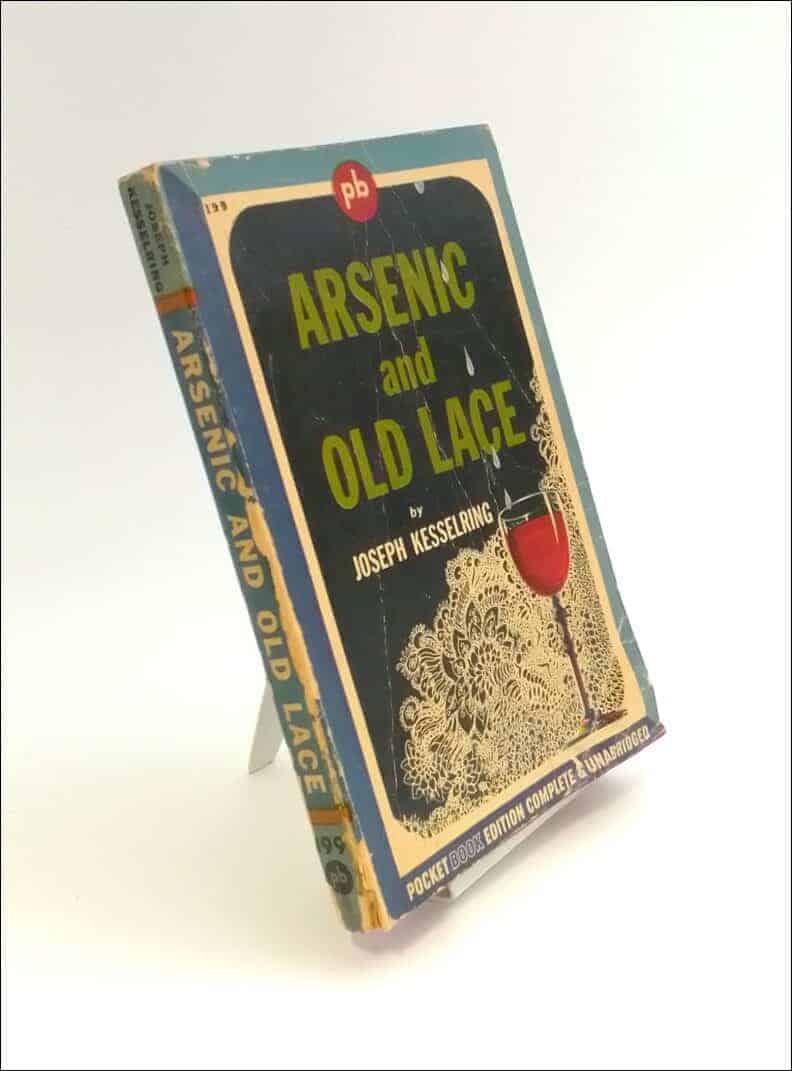 pb
199
ARSENIC
and
OLD LACE
by
JOSEPH KESSELRING
POCKET BOOK EDITION COMPLETE & UNABRIDGED
JOSEPH
KESSELRING
ARSENIC AND OLD LACE
199
pb